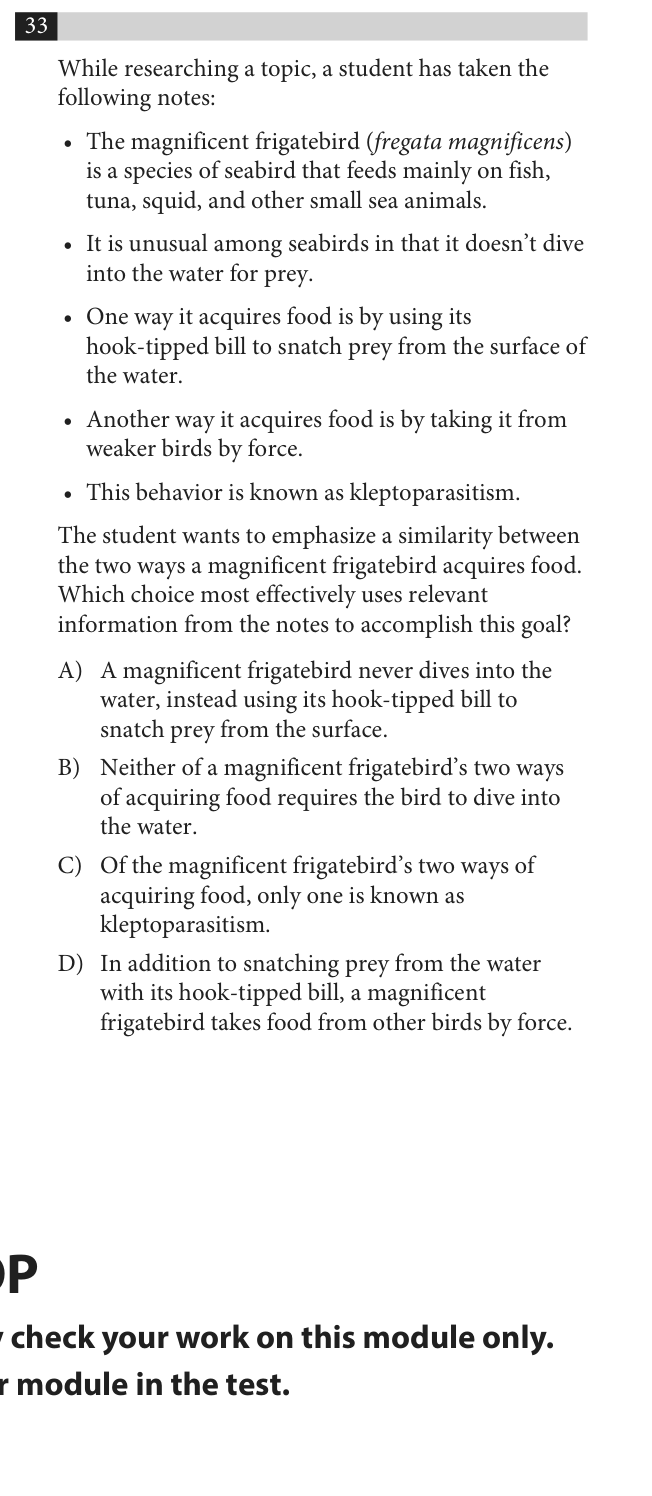 33
While researching a topic, a student has taken the
following notes:
• The magnificent frigatebird (fregata magnificens)
is a species of seabird that feeds mainly on fish,
tuna, squid, and other small sea animals.
• It is unusual among seabirds in that it doesn't dive
into the water for prey.
• One way it acquires food is by using its
hook-tipped bill to snatch prey from the surface of
the water.
• Another way it acquires food is by taking it from
weaker birds by force.
• This behavior is known as kleptoparasitism.
The student wants to emphasize a similarity between
the two ways a magnificent frigatebird acquires food.
Which choice most effectively uses relevant
information from the notes to accomplish this goal?
A) A magnificent frigatebird never dives into the
water, instead using its hook-tipped bill to
snatch prey from the surface.
B) Neither of a magnificent frigatebird's two ways
of acquiring food requires the bird to dive into
the water.
C) Of the magnificent frigatebird's two ways of
acquiring food, only one is known as
kleptoparasitism.
D) In addition to snatching prey from the water
with its hook-tipped bill, a magnificent
frigatebird takes food from other birds by force.
OP
check your work on this module only.
r module in the test.